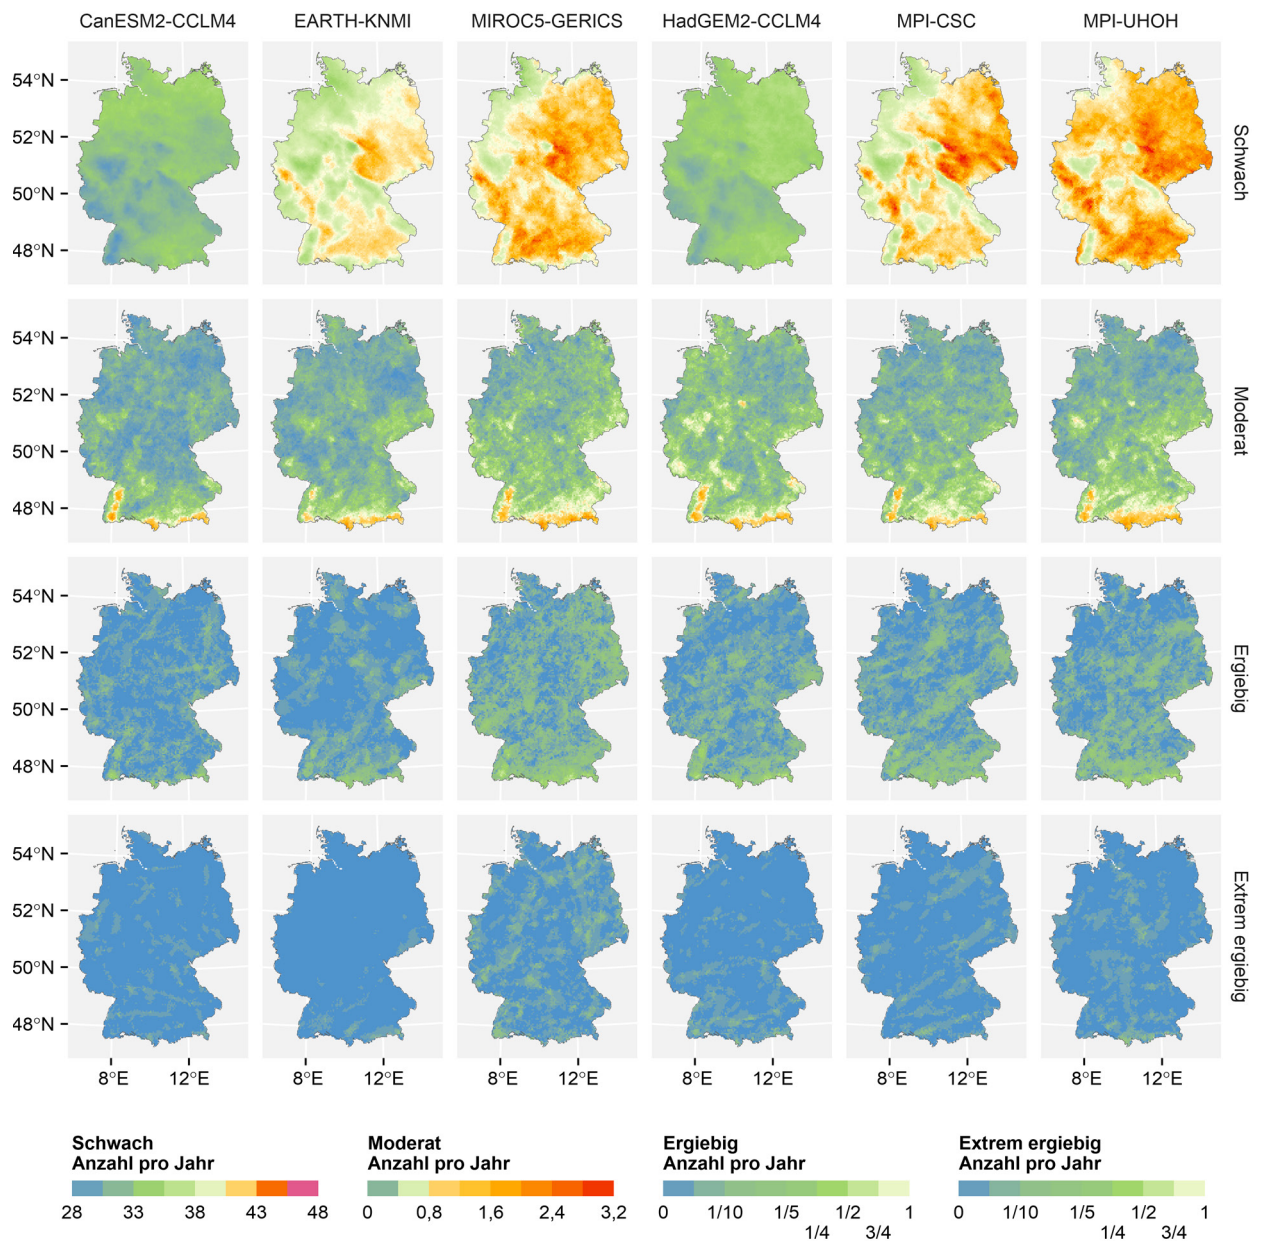 CanESM2-CCLM4 EARTH-KNMI MIROC5-GERICS HadGEM2-CCLM4 MPI-CSC MPI-UHOH
54°N
52°N
50°N
48°N
Schwach
54°N
52°N
50°N
48°N
Moderat
54°N
52°N
50°N
48°N
Ergiebig
54°N
52°N
50°N
48°N
Extrem ergiebig
8°E 12°E 8°E 12°E 8°E 12°E 8°E 12°E 8°E 12°E 8°E 12°E
Schwach
Anzahl pro Jahr
28 33 38 43 48
Moderat
Anzahl pro Jahr
0 0,8 1,6 2,4 3,2
Ergiebig
Anzahl pro Jahr
0 1/10 1/5 1/2 1
1/4 3/4
Extrem ergiebig
Anzahl pro Jahr
0 1/10 1/5 1/2 1
1/4 3/4